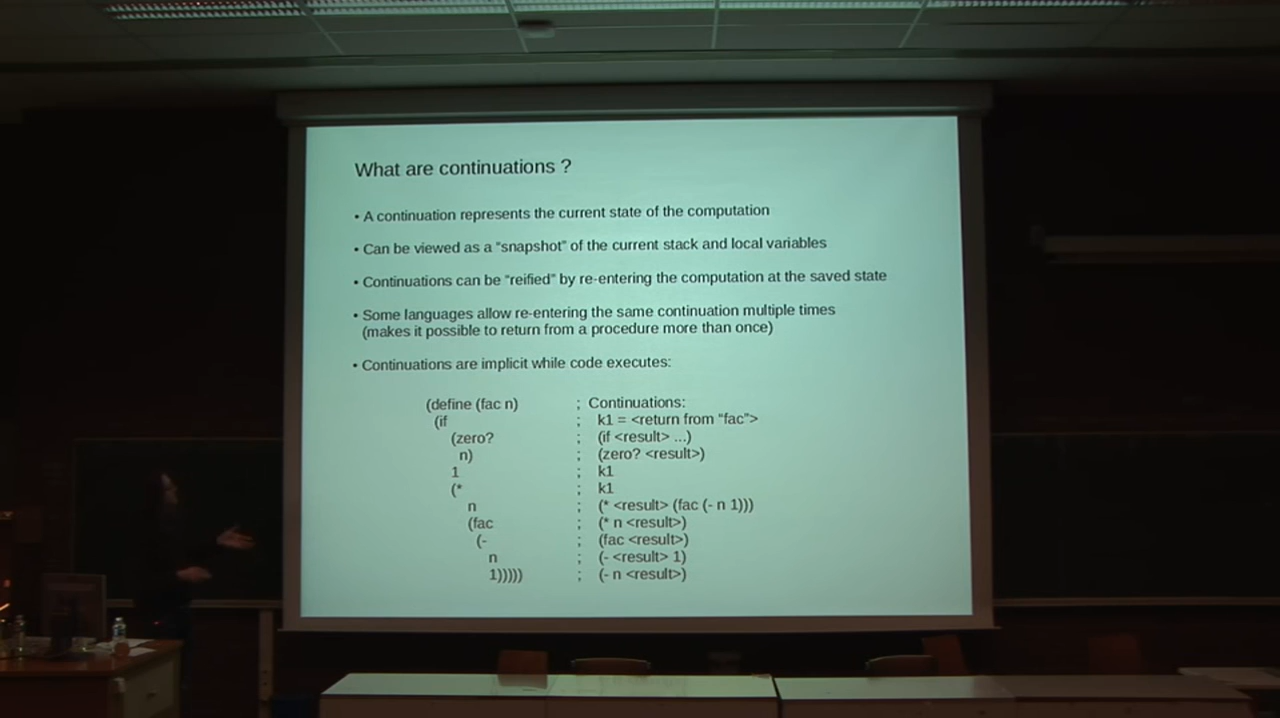 What are continuations ?
• A continuation represents the current state of the computation
• Can be viewed as a “snapshot” of the current stack and local variables
• Continuations can be “reified” by re-entering the computation at the saved state
• Some languages allow re-entering the same continuation multiple times
(makes it possible to return from a procedure more than once)
• Continuations are implicit while code executes:
(define (fac n) ; Continuations:
(if ; k1 = <return from “fac”>
(zero? ; (if <result> ...)
n) ; (zero? <result>)
1 ; k1
(* ; k1
n ; (* <result> (fac (- n 1)))
(fac ; (* n <result>)
(- ; (fac <result>)
n ; (- <result> 1)
1))))) ; (- n <result>)